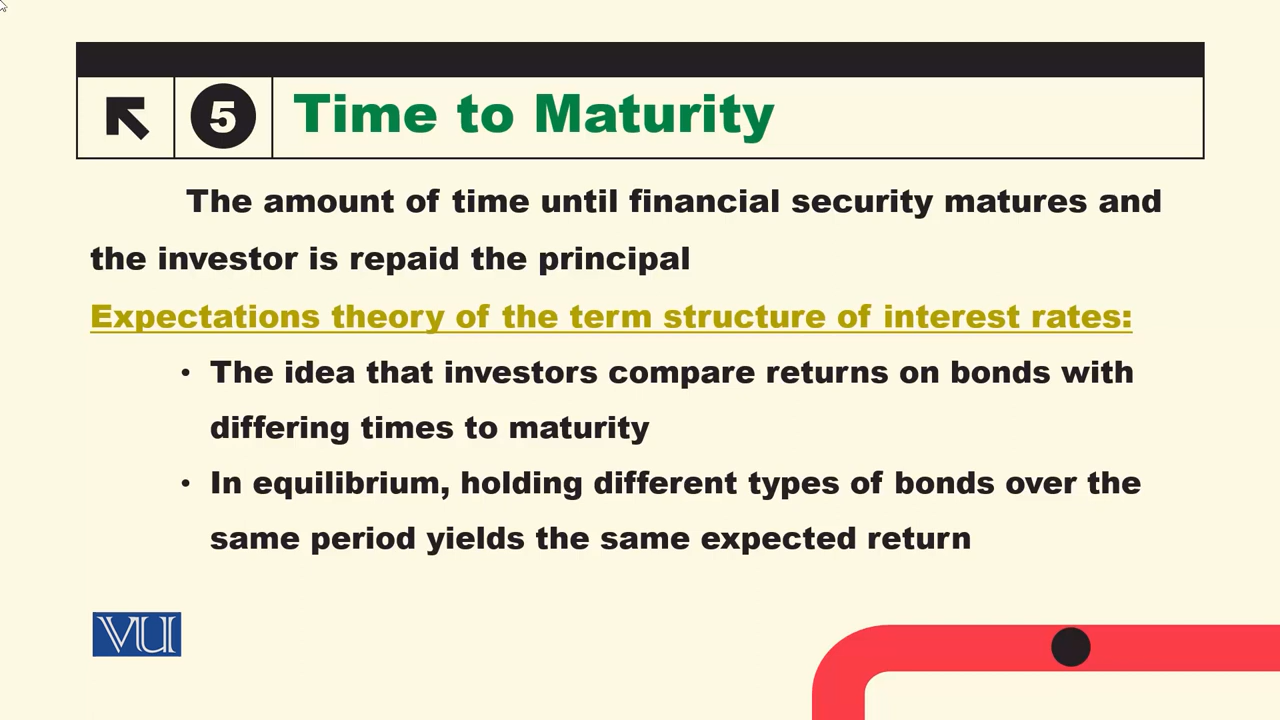 5 Time to Maturity
The amount of time until financial security matures and
the investor is repaid the principal
Expectations theory of the term structure of interest rates:
• The idea that investors compare returns on bonds with
differing times to maturity
• In equilibrium, holding different types of bonds over the
same period yields the same expected return
VU